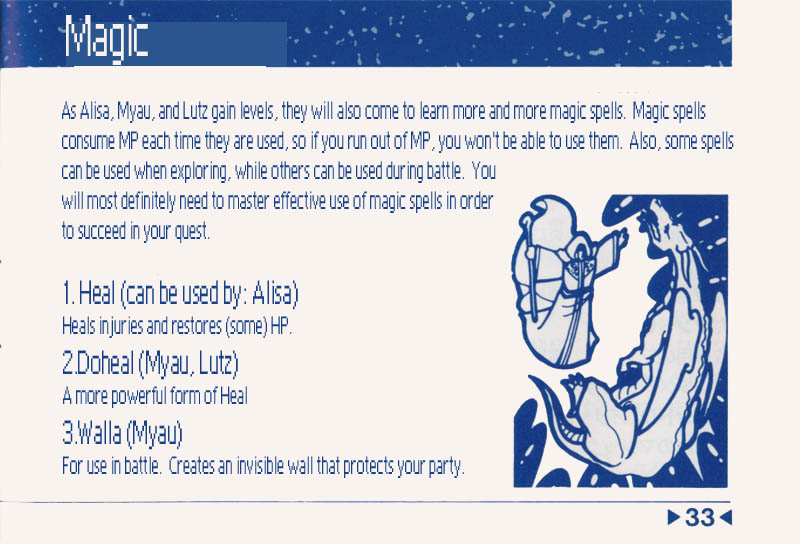 Magic
As Alisa, Myau, and Lutz gain levels, they will also come to learn more and more magic spells. Magic spells
consume MP each time they are used, so if you run out of MP, you won't be able to use them. Also, some spells
can be used when exploring, while others can be used during battle. You
will most definitely need to master effective use of magic spells in order
to succeed in your quest.
1. Heal (can be used by: Alisa)
Heals injuries and restores (some) HP.
2.Doheal (Myau, Lutz)
A more powerful form of Heal
3.Walla (Myau)
For use in battle. Creates an invisible wall that protects your party.
▶33◀